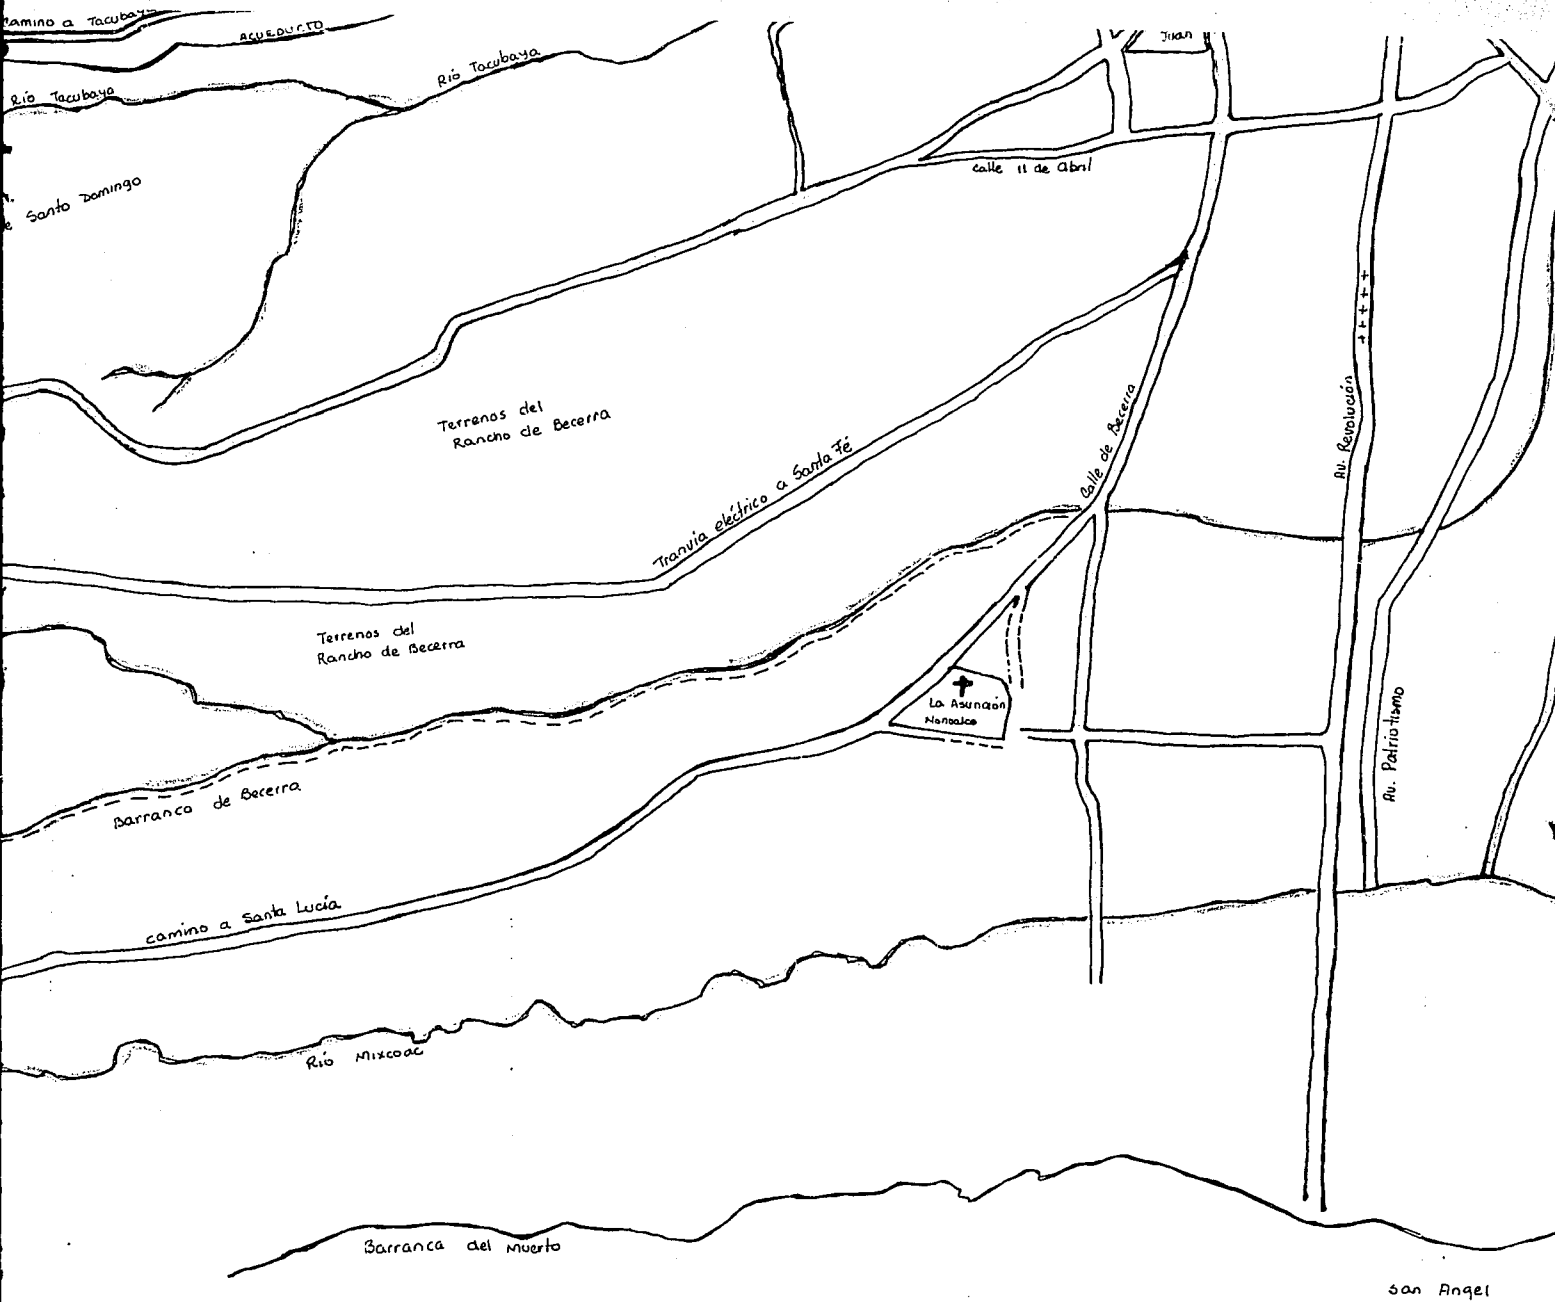 Camino a Tacubaya
ACUEDUCTO
Río Tacubaya
Río Tacubaya
Juan
calle 11 de Abril
Santo Domingo
Terrenos del
Rancho de Becerra
Tranvía eléctrico a Santa Fé
Calle de Becerra
Av. Revolución
Terrenos del
Rancho de Becerra
La Asunción
Nonoalco
Av. Patriotismo
Barranca de Becerra
camino a Santa Lucía
Río Mixcoac
Barranca del Muerto
San Angel